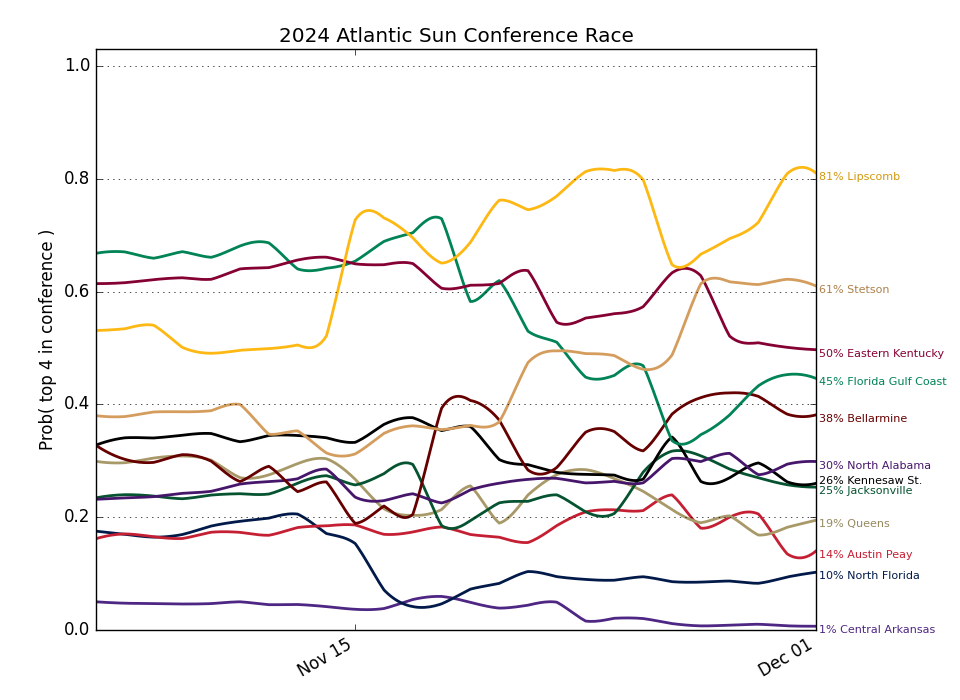 2024 Atlantic Sun Conference Race
1.0
0.8
0.6
0.4
0.2
0.0
Prob( top 4 in conference )
Nov 15
Dec 01
81% Lipscomb
61% Stetson
50% Eastern Kentucky
45% Florida Gulf Coast
38% Bellarmine
30% North Alabama
26% Kennesaw St.
25% Jacksonville
19% Queens
14% Austin Peay
10% North Florida
1% Central Arkansas